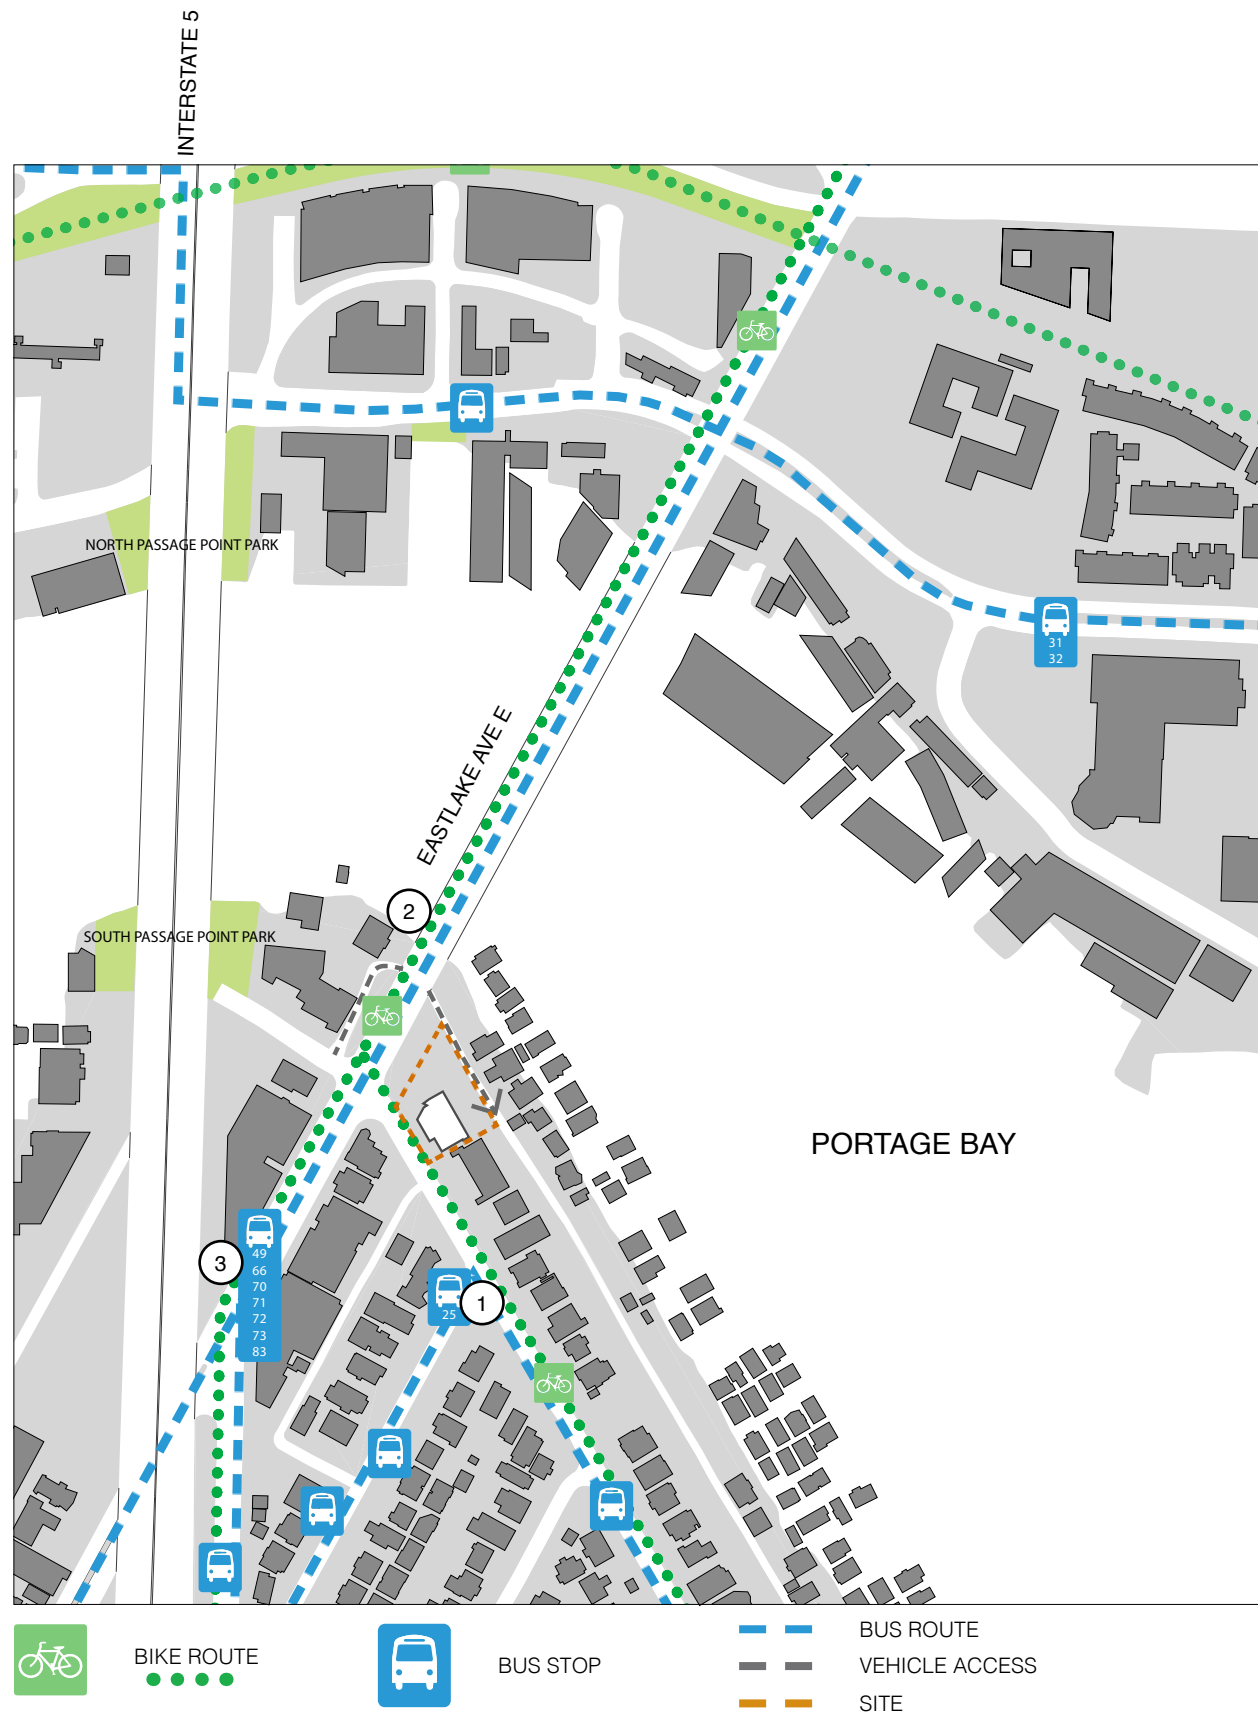 INTERSTATE 5
NORTH PASSAGE POINT PARK
31
32
EASTLAKE AVE E
2
SOUTH PASSAGE POINT PARK
PORTAGE BAY
3
49
66
70
71
72
73
83
25
1
BIKE ROUTE
BUS STOP
BUS ROUTE
VEHICLE ACCESS
SITE